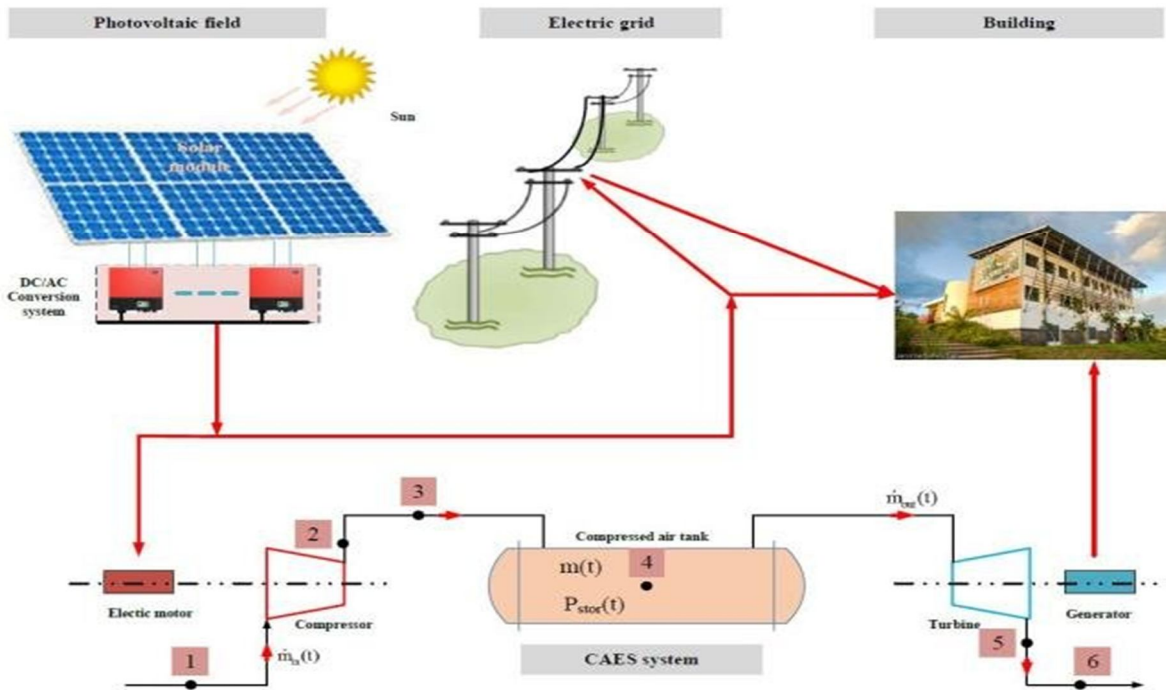 Photovoltaic field
Electric grid
Building
Sun
Solar
module
DC/AC
Conversion
system
3
ṁout(t)
2
Compressed air tank
4
m(t)
Pstor(t)
Electic motor
Compressor
Turbine
Generator
5
1
ṁin(t)
CAES system
6